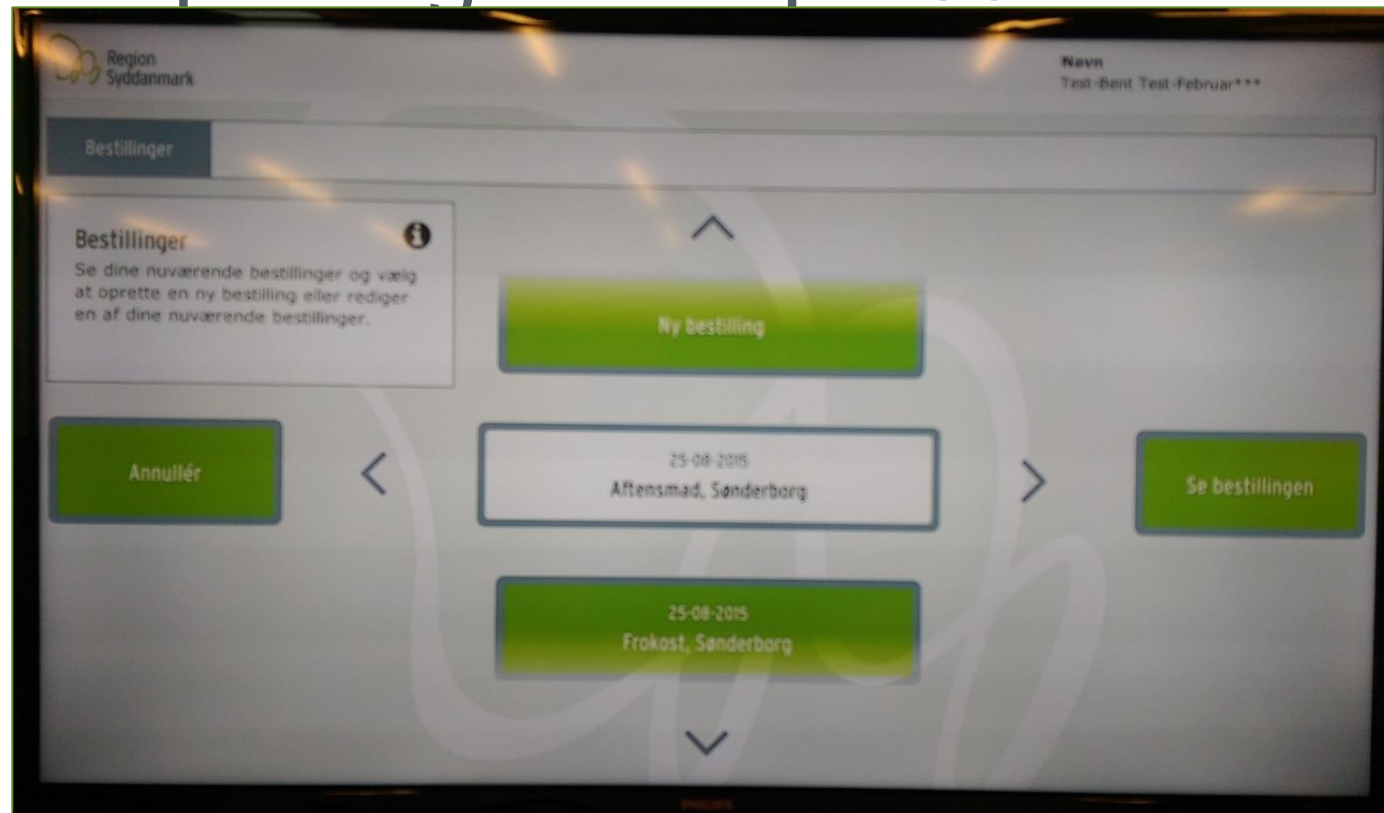 Region
Syddanmark
Navn
Test-Bent Test-Februar***
Bestillinger
Bestillinger
Se dine nuværende bestillinger og vælg
at oprette en ny bestilling eller rediger
en af dine nuværende bestillinger.
Ny bestilling
Annullér
25-08-2015
Aftensmad, Sønderborg
Se bestillingen
25-08-2015
Frokost, Sønderborg
PHILIPS